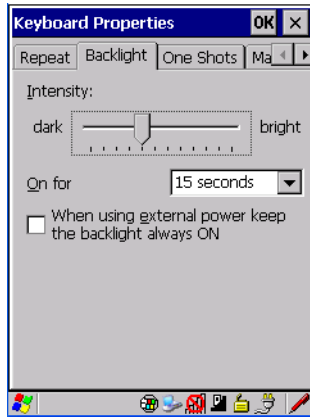 Keyboard Properties OK ×
Repeat Backlight One Shots Ma
Intensity:
dark bright
On for 15 seconds
When using external power keep
the backlight always ON